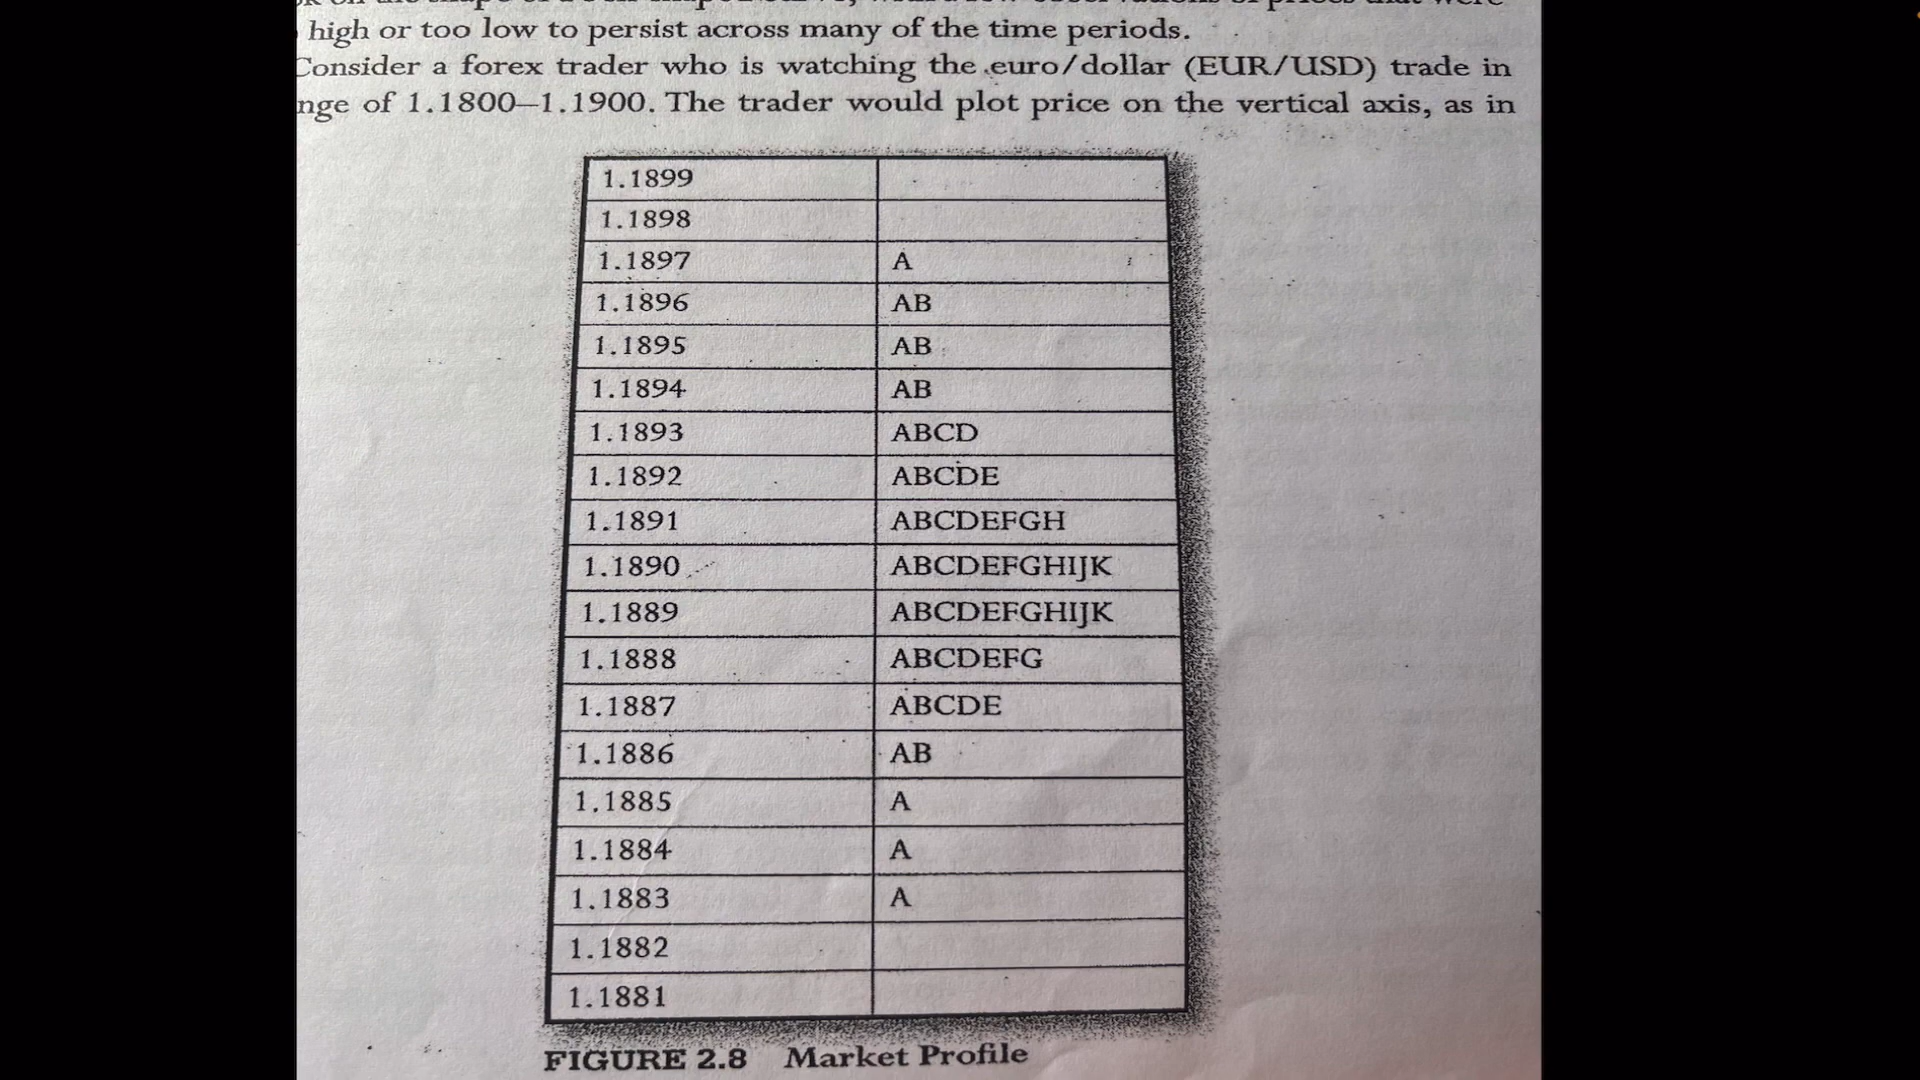 high or too low to persist across many of the time periods.
Consider a forex trader who is watching the euro/dollar (EUR/USD) trade in
nge of 1.1800–1.1900. The trader would plot price on the vertical axis, as in
1.1899
1.1898
1.1897 A
1.1896 AB
1.1895 AB
1.1894 AB
1.1893 ABCD
1.1892 ABCDE
1.1891 ABCDEFGH
1.1890 ABCDEFGHIJK
1.1889 ABCDEFGHIJK
1.1888 ABCDEFG
1.1887 ABCDE
1.1886 AB
1.1885 A
1.1884 A
1.1883 A
1.1882
1.1881
FIGURE 2.8 Market Profile